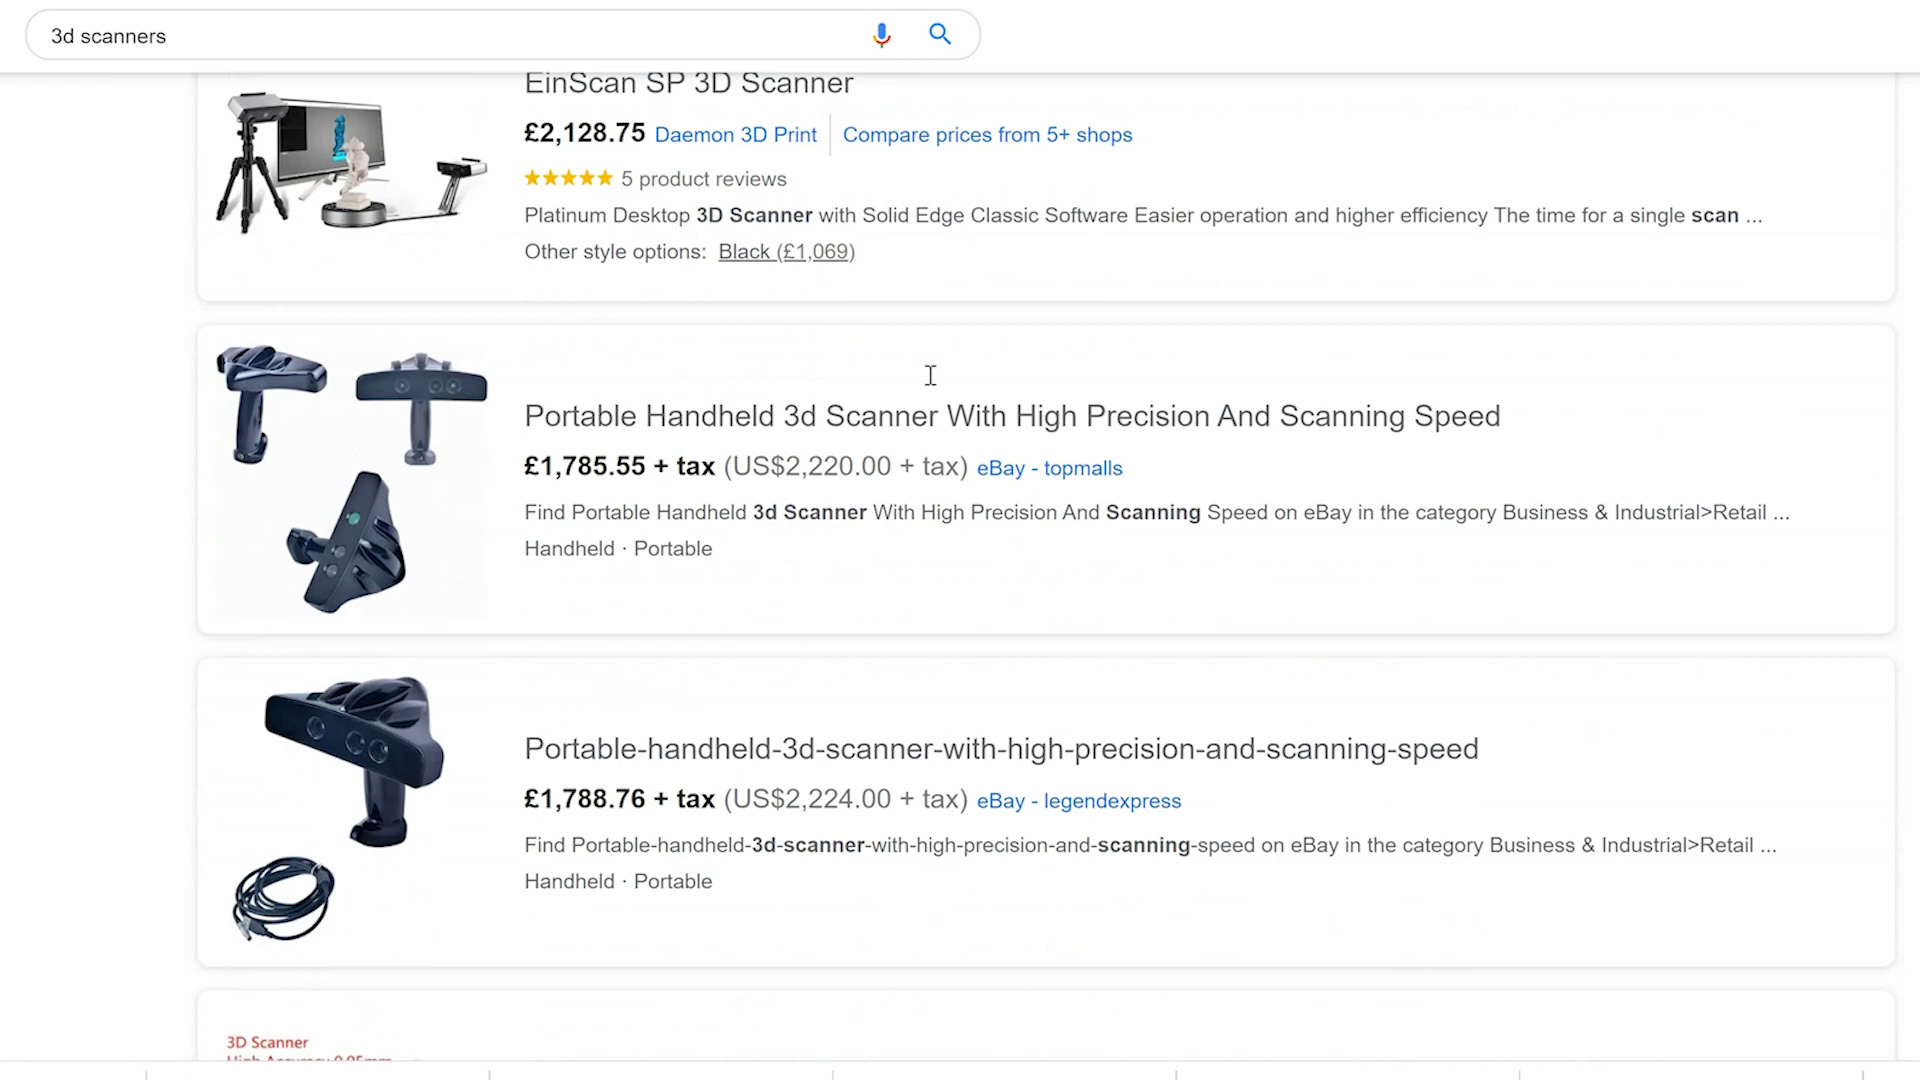 3d scanners
EinScan SP 3D Scanner
£2,128.75 Daemon 3D Print Compare prices from 5+ shops
5 product reviews
Platinum Desktop 3D Scanner with Solid Edge Classic Software Easier operation and higher efficiency The time for a single scan ...
Other style options: Black (£1,069)
Portable Handheld 3d Scanner With High Precision And Scanning Speed
£1,785.55 + tax (US$2,220.00 + tax) eBay - topmalls
Find Portable Handheld 3d Scanner With High Precision And Scanning Speed on eBay in the category Business & Industrial>Retail ...
Handheld · Portable
Portable-handheld-3d-scanner-with-high-precision-and-scanning-speed
£1,788.76 + tax (US$2,224.00 + tax) eBay - legendexpress
Find Portable-handheld-3d-scanner-with-high-precision-and-scanning-speed on eBay in the category Business & Industrial>Retail ...
Handheld · Portable
3D Scanner
High Accuracy 0.05mm